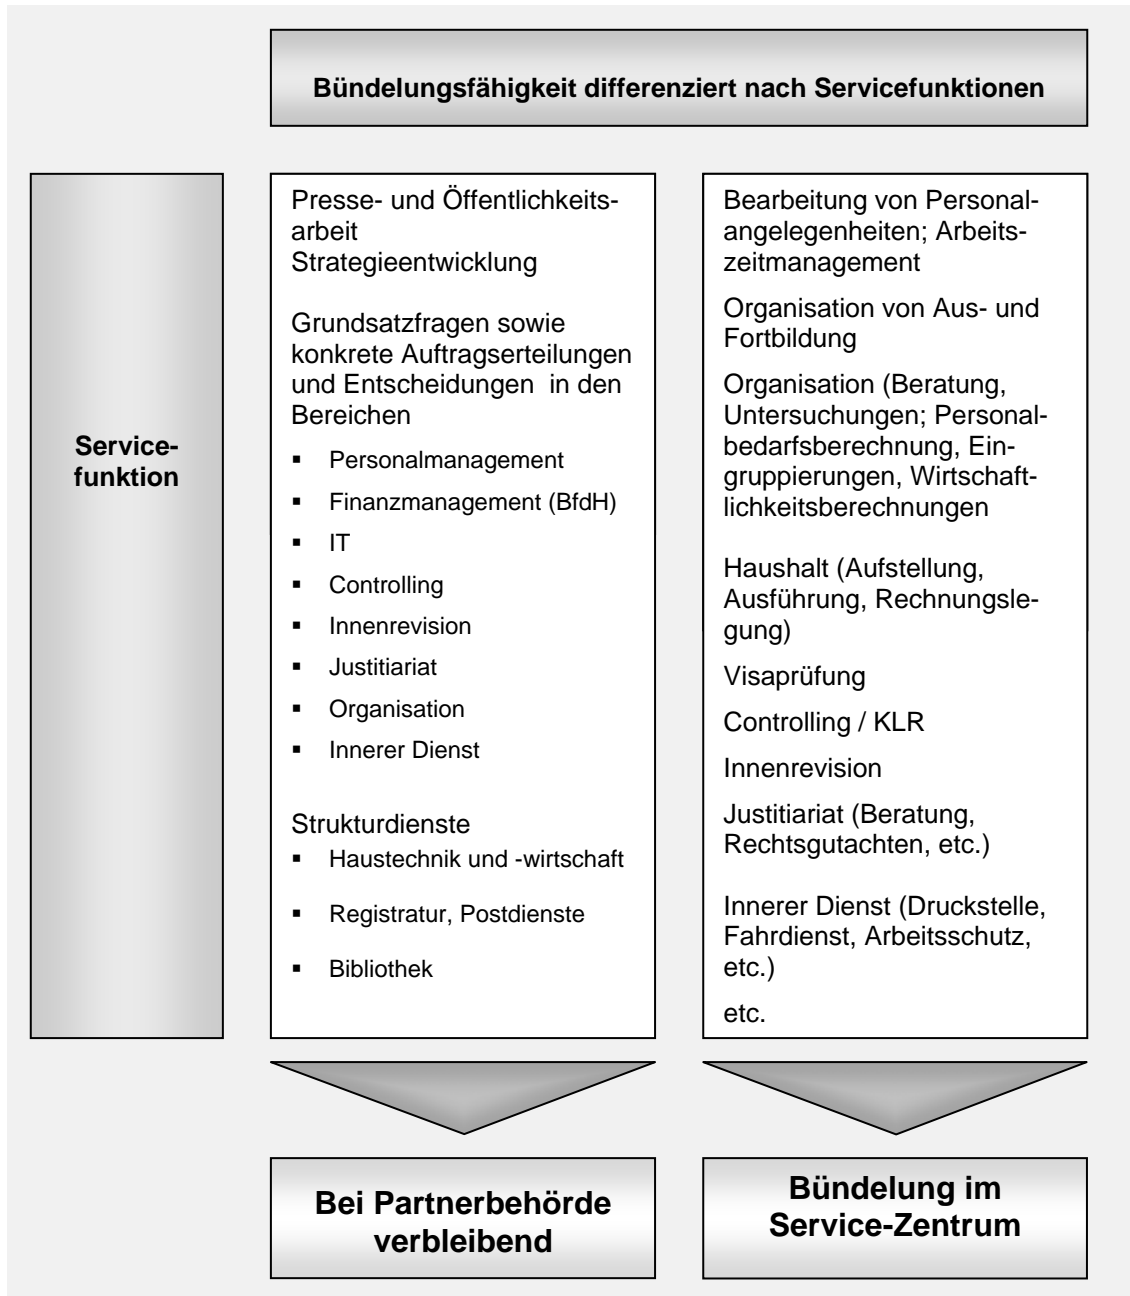 Bündelungsfähigkeit differenziert nach Servicefunktionen
Service-
funktion
Presse- und Öffentlichkeits-
arbeit
Strategieentwicklung
Grundsatzfragen sowie
konkrete Auftragserteilungen
und Entscheidungen  in den
Bereichen
▪ Personalmanagement
▪ Finanzmanagement (BfdH)
▪ IT
▪ Controlling
▪ Innenrevision
▪ Justitiariat
▪ Organisation
▪ Innerer Dienst
Strukturdienste
▪ Haustechnik und -wirtschaft
▪ Registratur, Postdienste
▪ Bibliothek
Bearbeitung von Personal-
angelegenheiten; Arbeits-
zeitmanagement
Organisation von Aus- und
Fortbildung
Organisation (Beratung,
Untersuchungen; Personal-
bedarfsberechnung, Ein-
gruppierungen, Wirtschaft-
lichkeitsberechnungen
Haushalt (Aufstellung,
Ausführung, Rechnungsle-
gung)
Visaprüfung
Controlling / KLR
Innenrevision
Justitiariat (Beratung,
Rechtsgutachten, etc.)
Innerer Dienst (Druckstelle,
Fahrdienst, Arbeitsschutz,
etc.)
etc.
Bei Partnerbehörde
verbleibend
Bündelung im
Service-Zentrum